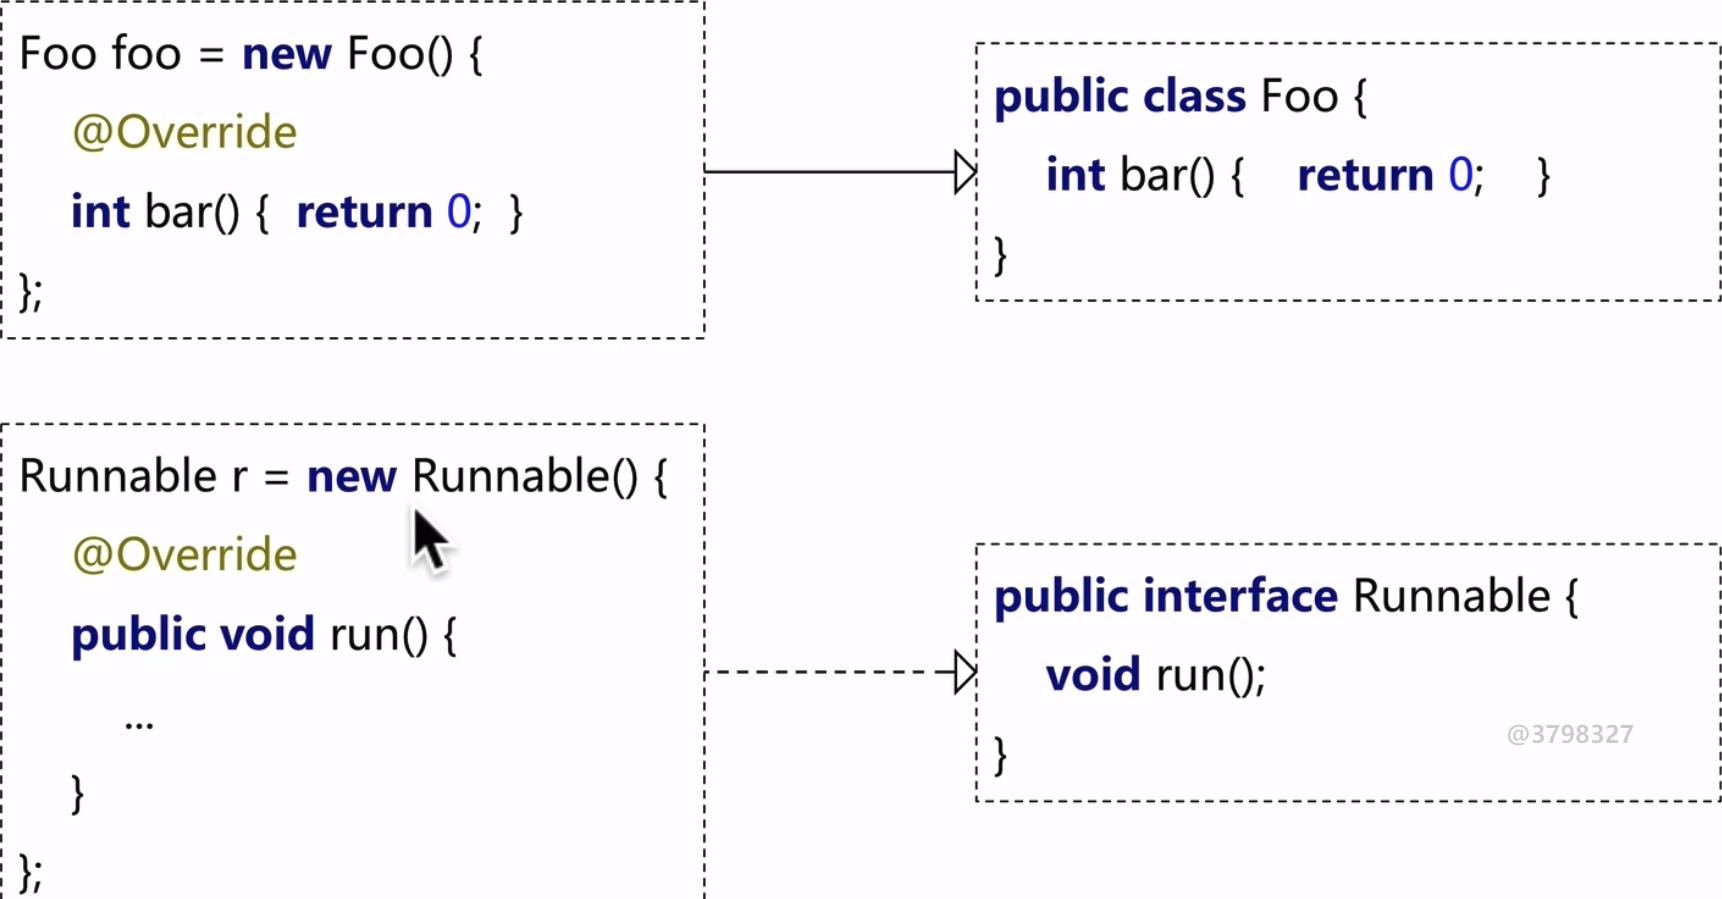 Foo foo = new Foo() {
@Override
int bar() { return 0; }
};
public class Foo {
int bar() { return 0; }
}
Runnable r = new Runnable() {
@Override
public void run() {
...
}
};
public interface Runnable {
void run();
}
@3798327